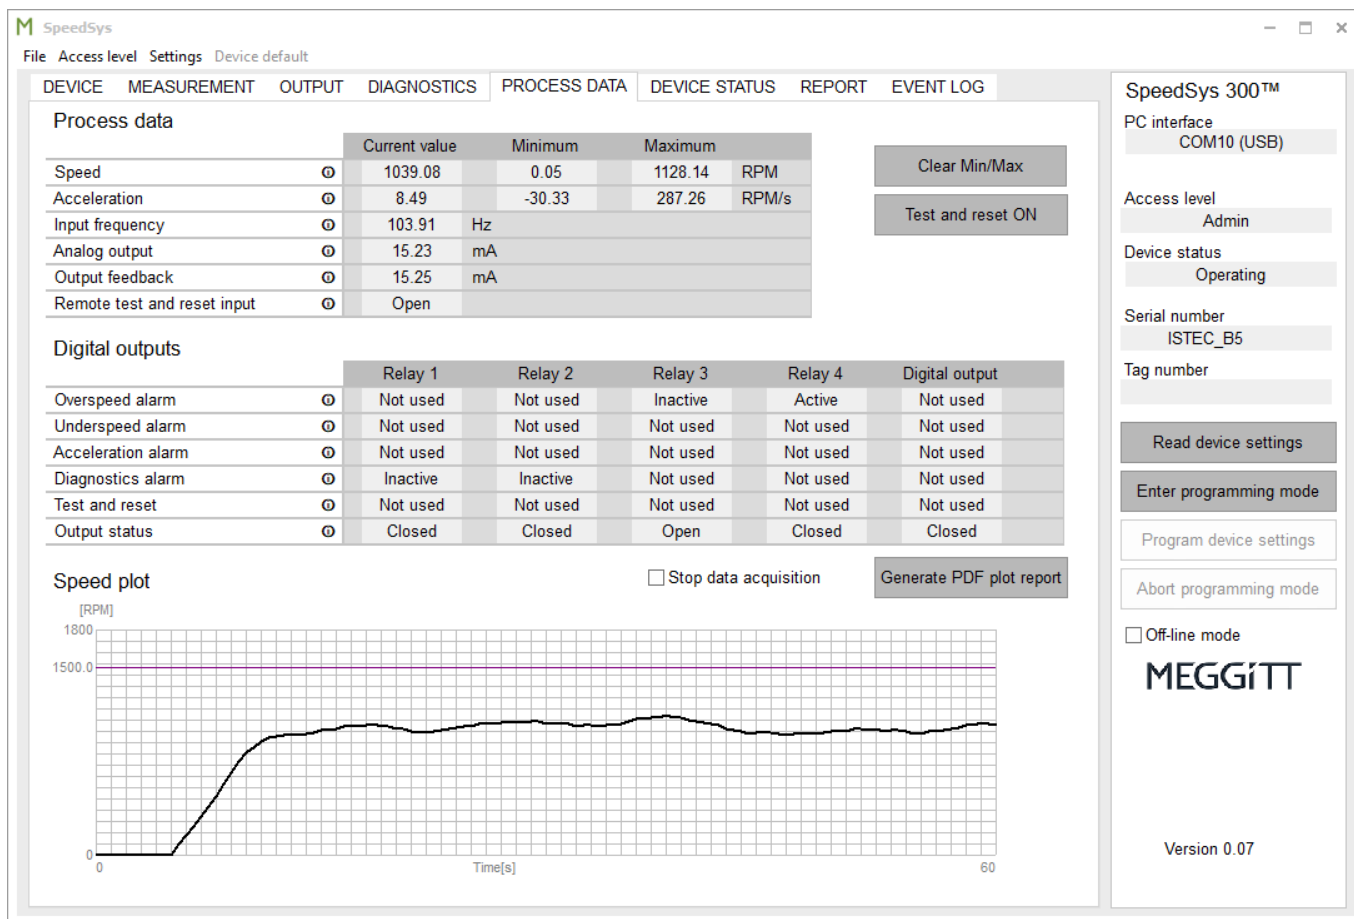 SpeedSys
File Access level Settings Device default
DEVICE MEASUREMENT OUTPUT DIAGNOSTICS PROCESS DATA DEVICE STATUS REPORT EVENT LOG
Process data
Current value Minimum Maximum
Speed 1039.08 0.05 1128.14 RPM
Acceleration 8.49 -30.33 287.26 RPM/s
Input frequency 103.91 Hz
Analog output 15.23 mA
Output feedback 15.25 mA
Remote test and reset input Open
Clear Min/Max
Test and reset ON
Digital outputs
Relay 1 Relay 2 Relay 3 Relay 4 Digital output
Overspeed alarm Not used Not used Inactive Active Not used
Underspeed alarm Not used Not used Not used Not used Not used
Acceleration alarm Not used Not used Not used Not used Not used
Diagnostics alarm Inactive Inactive Not used Not used Not used
Test and reset Not used Not used Not used Not used Not used
Output status Closed Closed Open Closed Closed
Speed plot
Stop data acquisition
Generate PDF plot report
[RPM]
1800
1500.0
0
0 Time[s] 60
SpeedSys 300™
PC interface
COM10 (USB)
Access level
Admin
Device status
Operating
Serial number
ISTEC_B5
Tag number
Read device settings
Enter programming mode
Program device settings
Abort programming mode
Off-line mode
MEGGiTT
Version 0.07